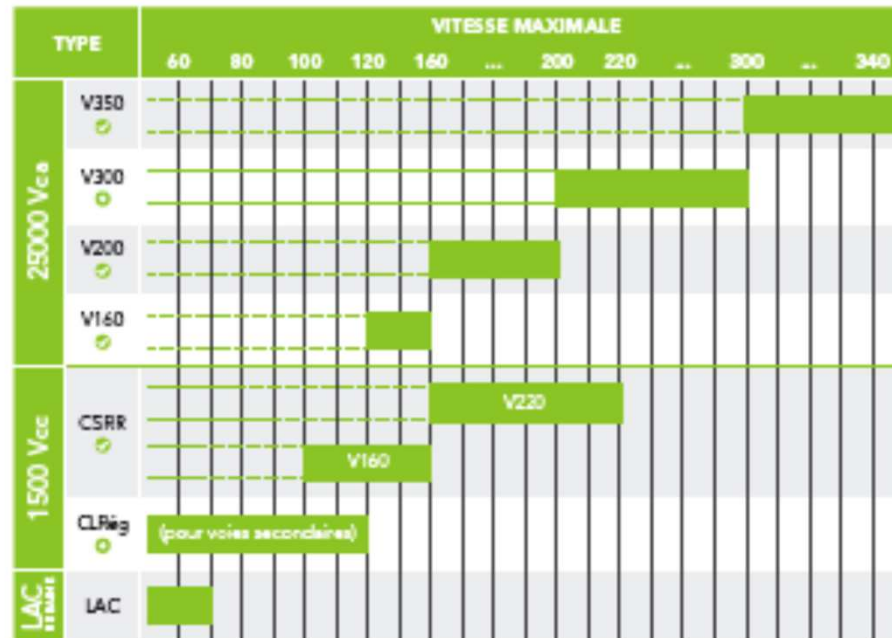 TYPE
VITESSE MAXIMALE
60 80 100 120 160 ... 200 220 ... 300 ... 340
25000 Vca
V350
V300
V200
V160
1500 Vcc
CSRR
V220
V160
CLRég
(pour voies secondaires)
LAC
LAC